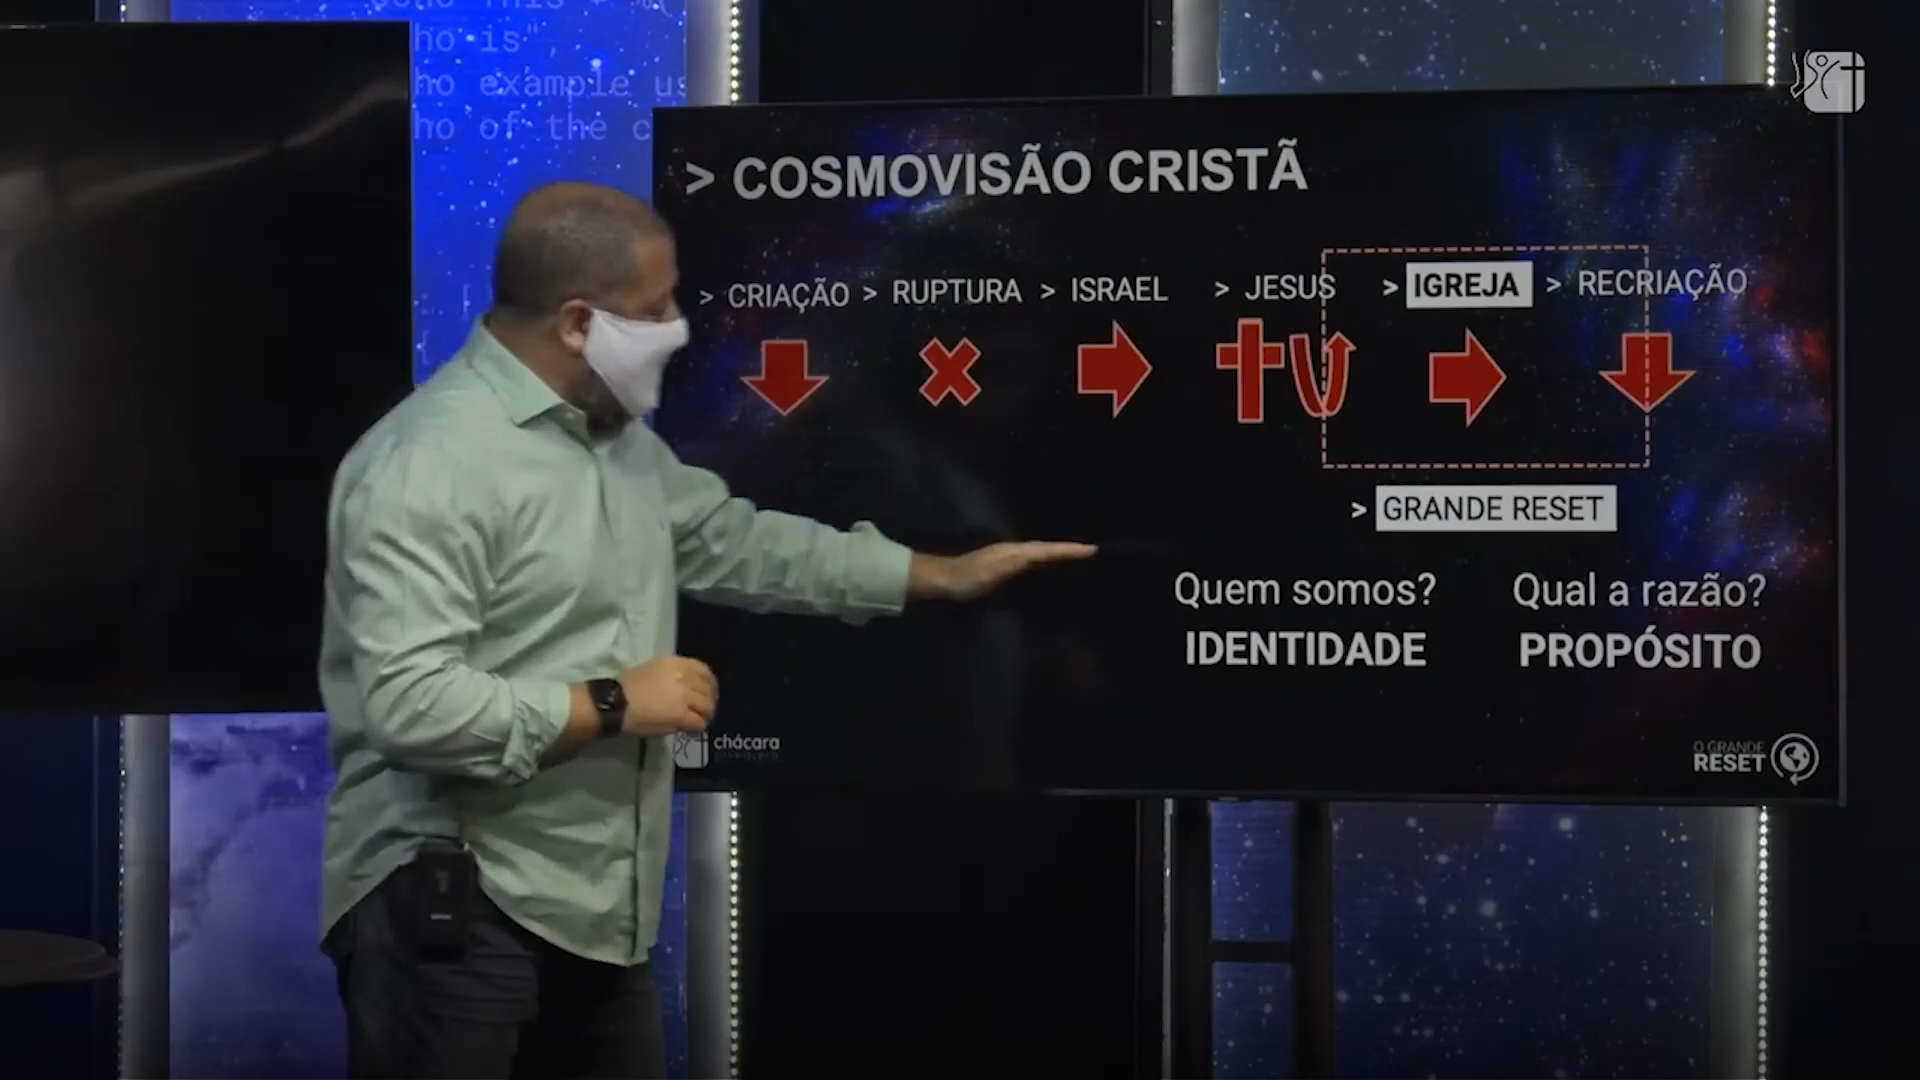 ho is",
ho example us
ho of the c
> COSMOVISÃO CRISTÃ
> CRIAÇÃO > RUPTURA > ISRAEL > JESUS > IGREJA > RECRIAÇÃO
> GRANDE RESET
Quem somos? Qual a razão?
IDENTIDADE PROPÓSITO
chácara
O GRANDE
RESET